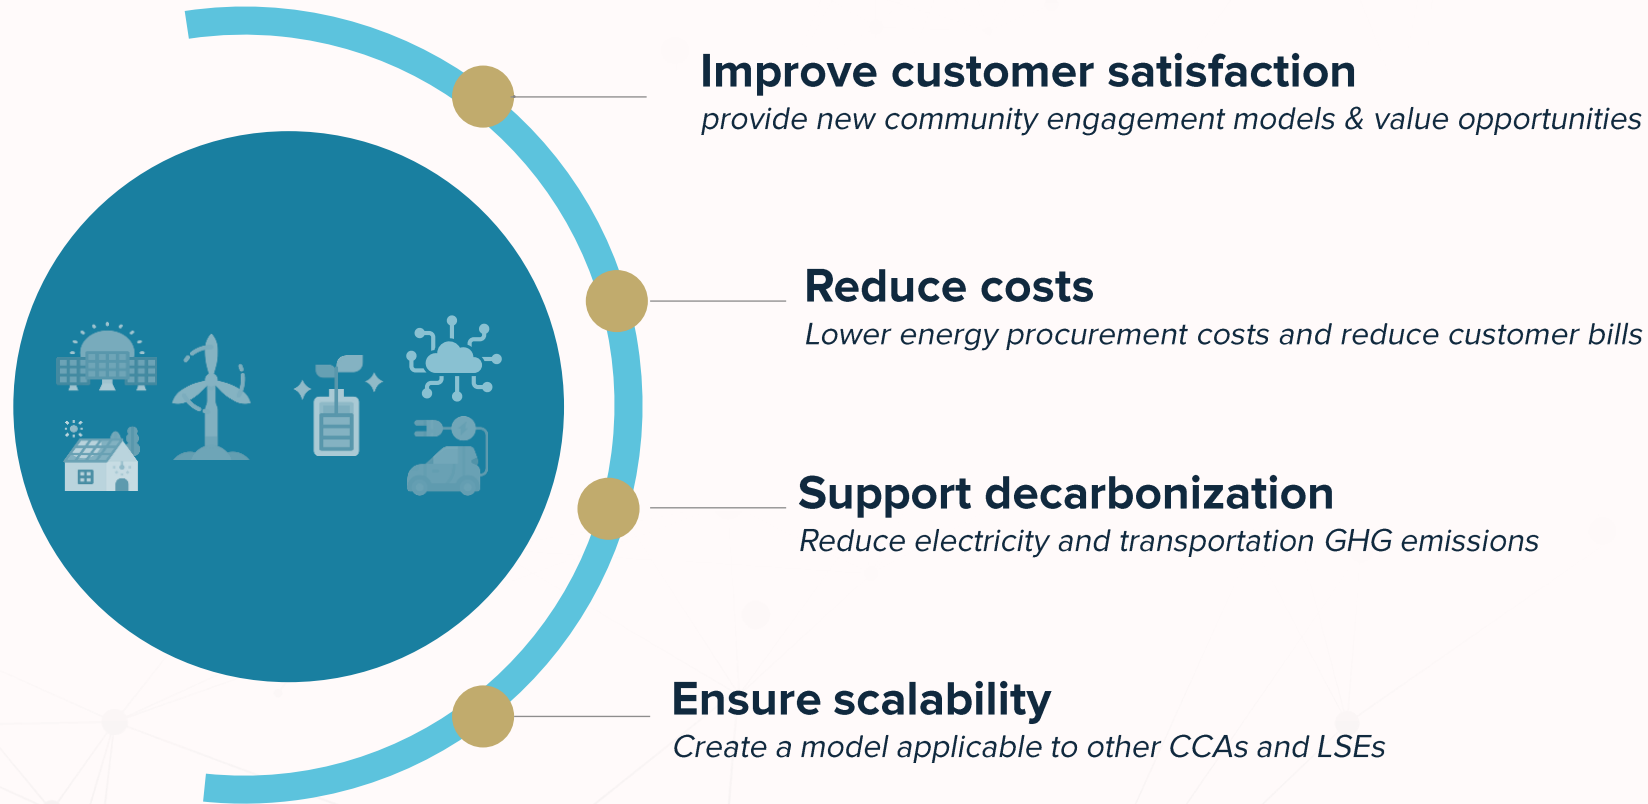 Improve customer satisfaction
provide new community engagement models & value opportunities
Reduce costs
Lower energy procurement costs and reduce customer bills
Support decarbonization
Reduce electricity and transportation GHG emissions
Ensure scalability
Create a model applicable to other CCAs and LSEs